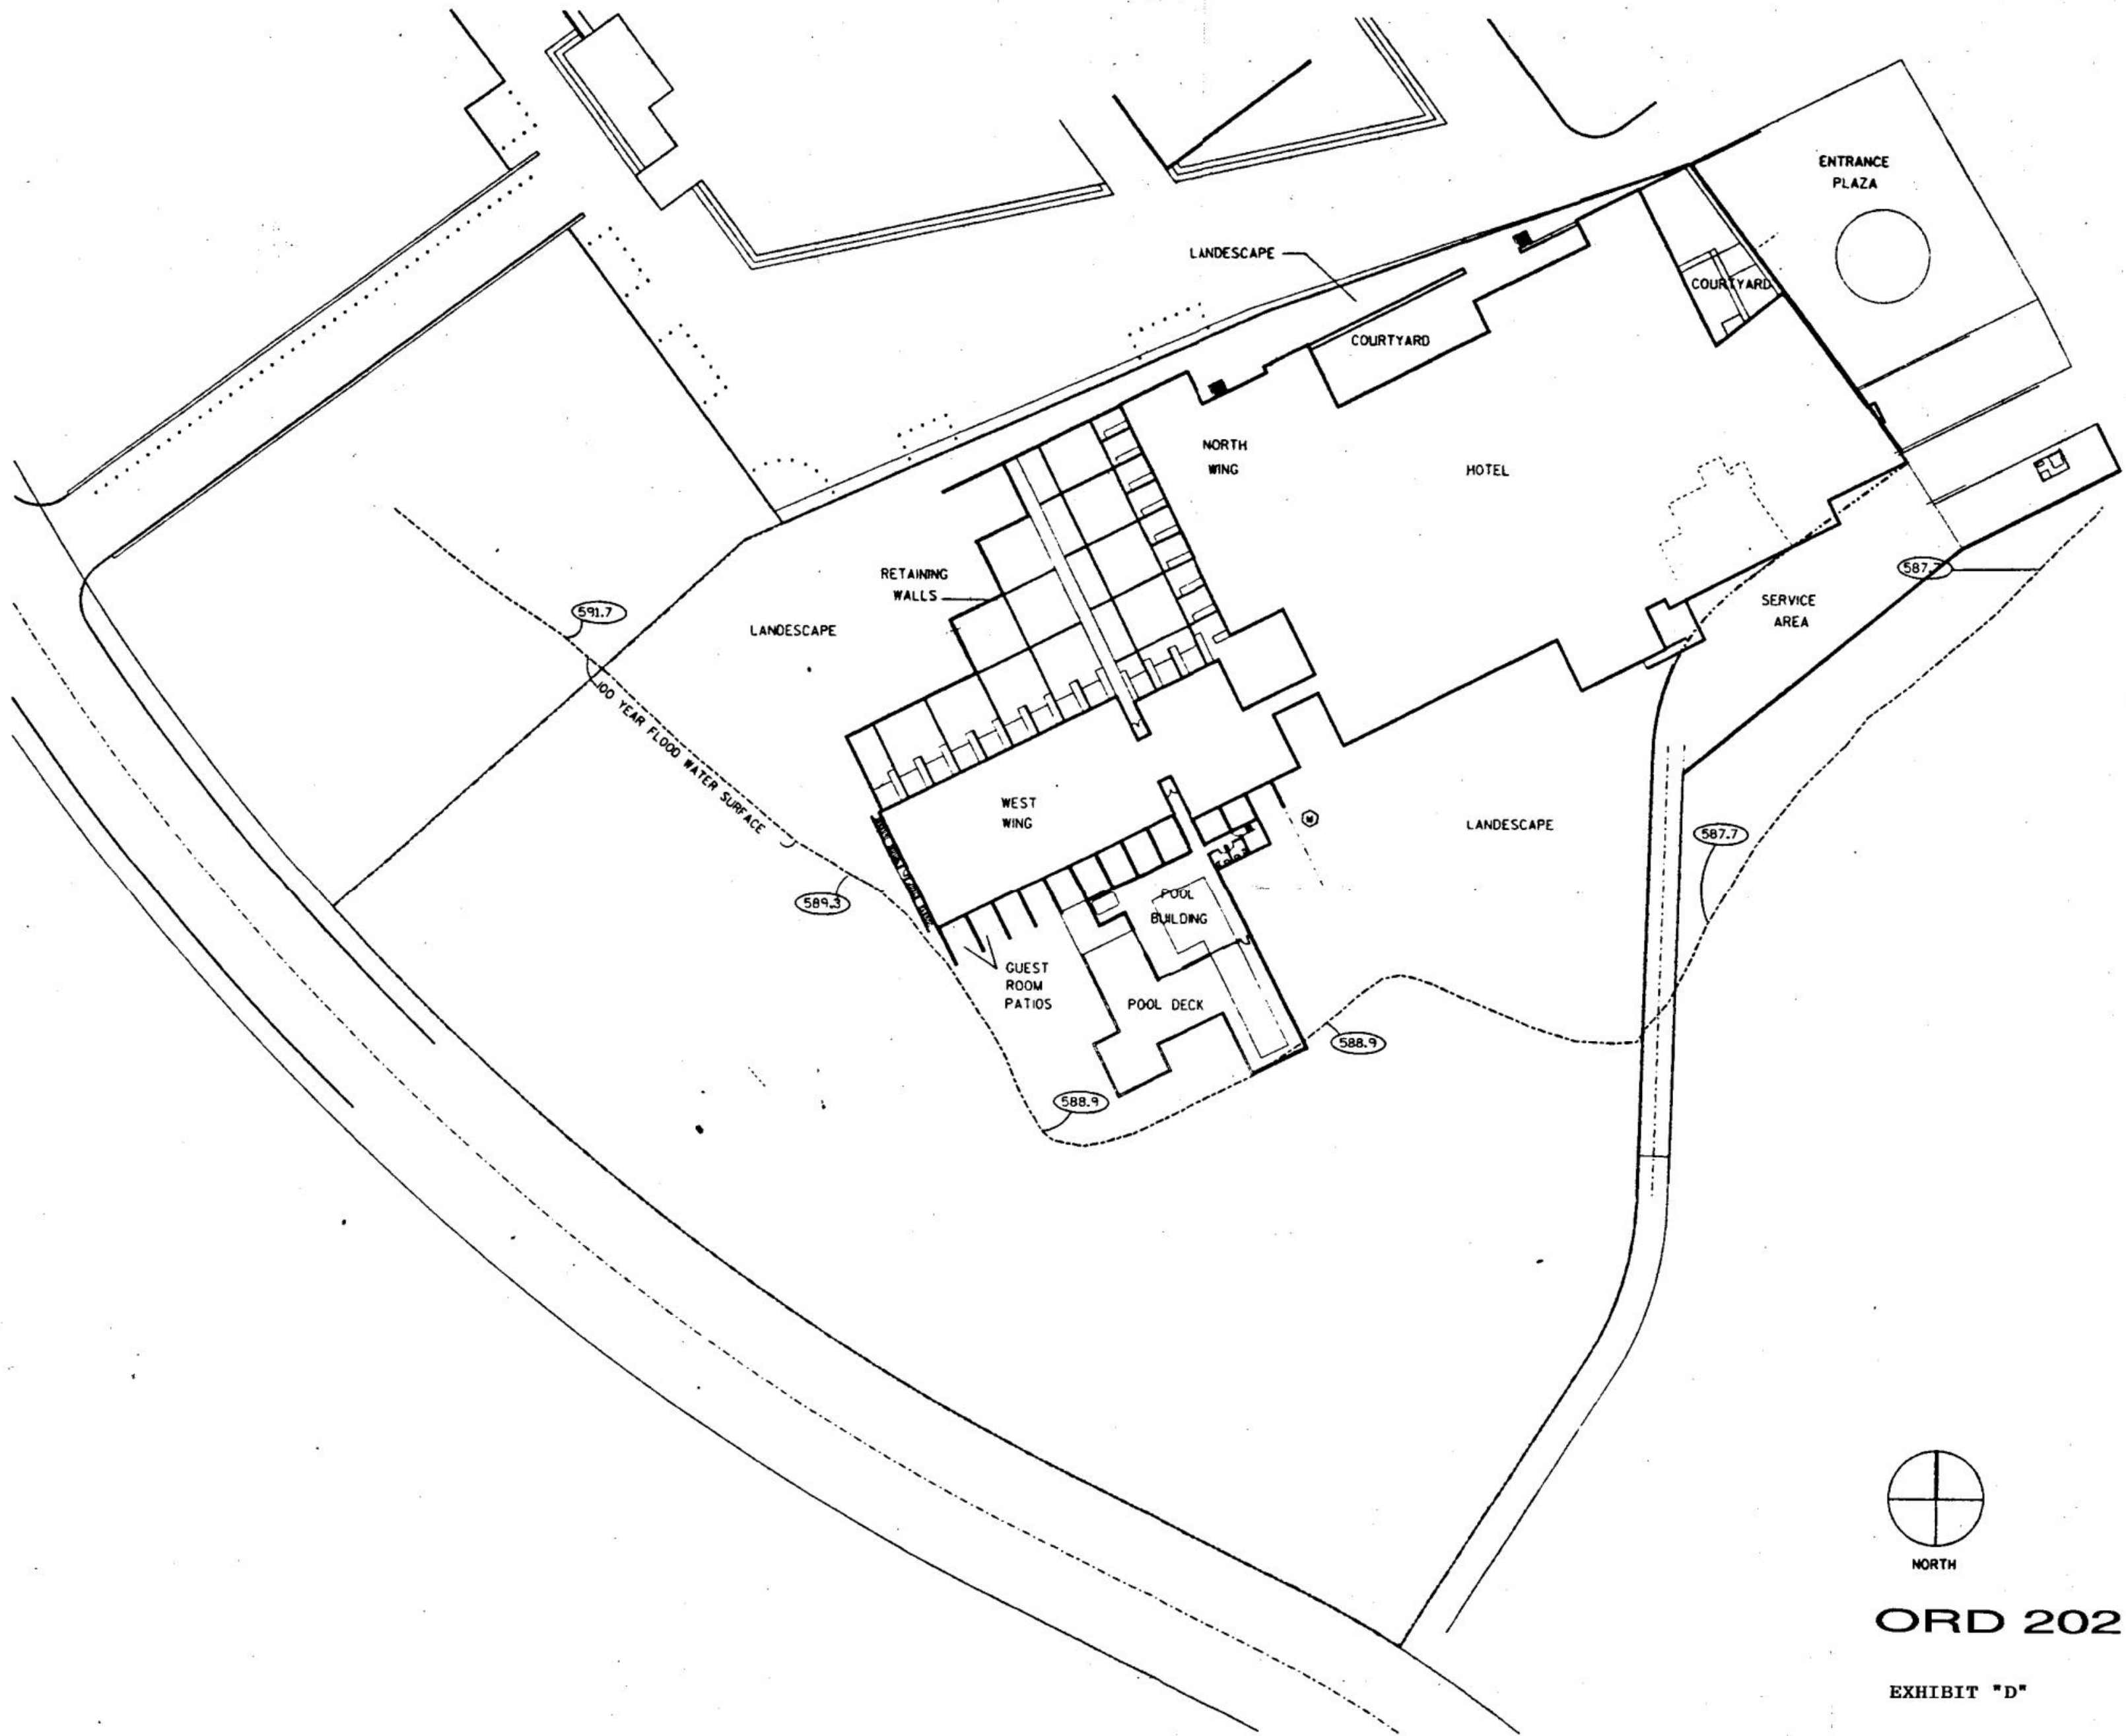 ENTRANCE
PLAZA
LANDESCAPE
COURTYARD
COURTYARD
NORTH
WING
HOTEL
RETAINING
WALLS
587.7
SERVICE
AREA
591.7
LANDESCAPE
100 YEAR FLOOD WATER SURFACE
WEST
WING
LANDESCAPE
587.7
589.3
POOL
BUILDING
GUEST
ROOM
PATIOS
POOL DECK
588.9
588.9
NORTH
ORD 202
EXHIBIT "D"